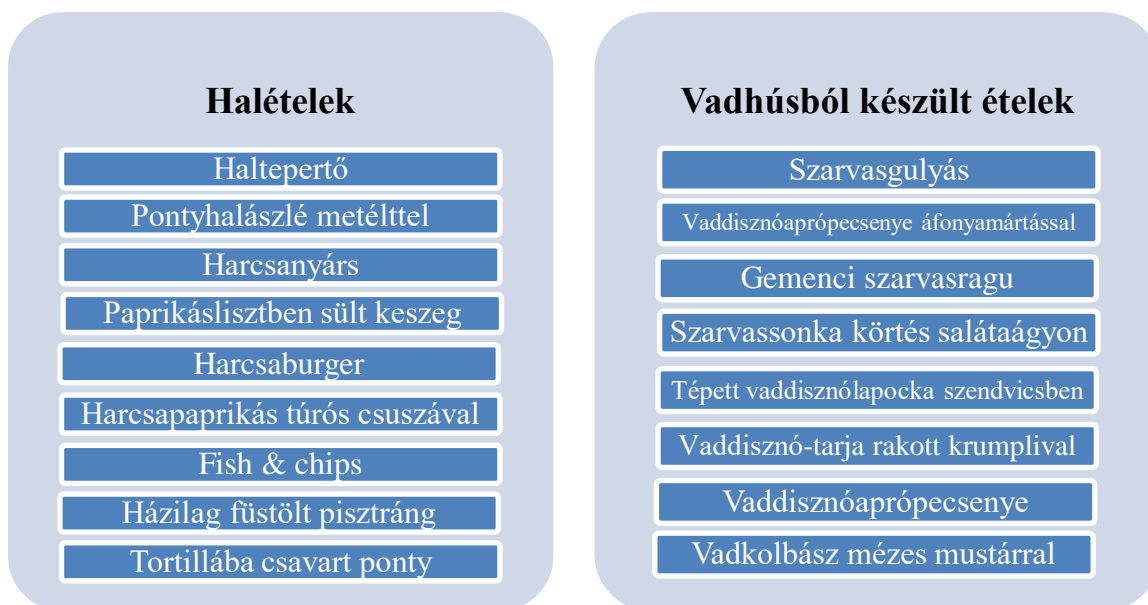 Halételek
Haltepertő
Pontyhalászlé metélttel
Harcsanyárs
Paprikáslisztben sült keszeg
Harcsaburger
Harcsapaprikás túrós csuszával
Fish & chips
Házilag füstölt pisztráng
Tortillába csavart ponty
Vadhúsból készült ételek
Szarvasgulyás
Vaddisznóaprópecsenye áfonyamártással
Gemenci szarvasragu
Szarvassonka körtés salátaágyon
Tépett vaddisznólapocka szendvicsben
Vaddisznó-tarja rakott krumplival
Vaddisznóaprópecsenye
Vadkolbász mézes mustárral